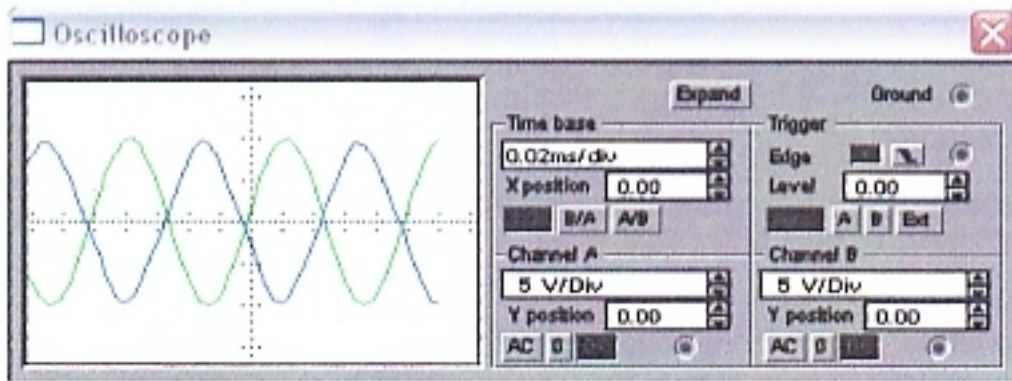 Oscilloscope
Expand
Ground
Time base
0.02ms/div
X position 0.00
B/A A/B
Trigger
Edge
Level 0.00
A B Ext
Channel A
5 V/Div
Y position 0.00
AC 0
Channel B
5 V/Div
Y position 0.00
AC 0